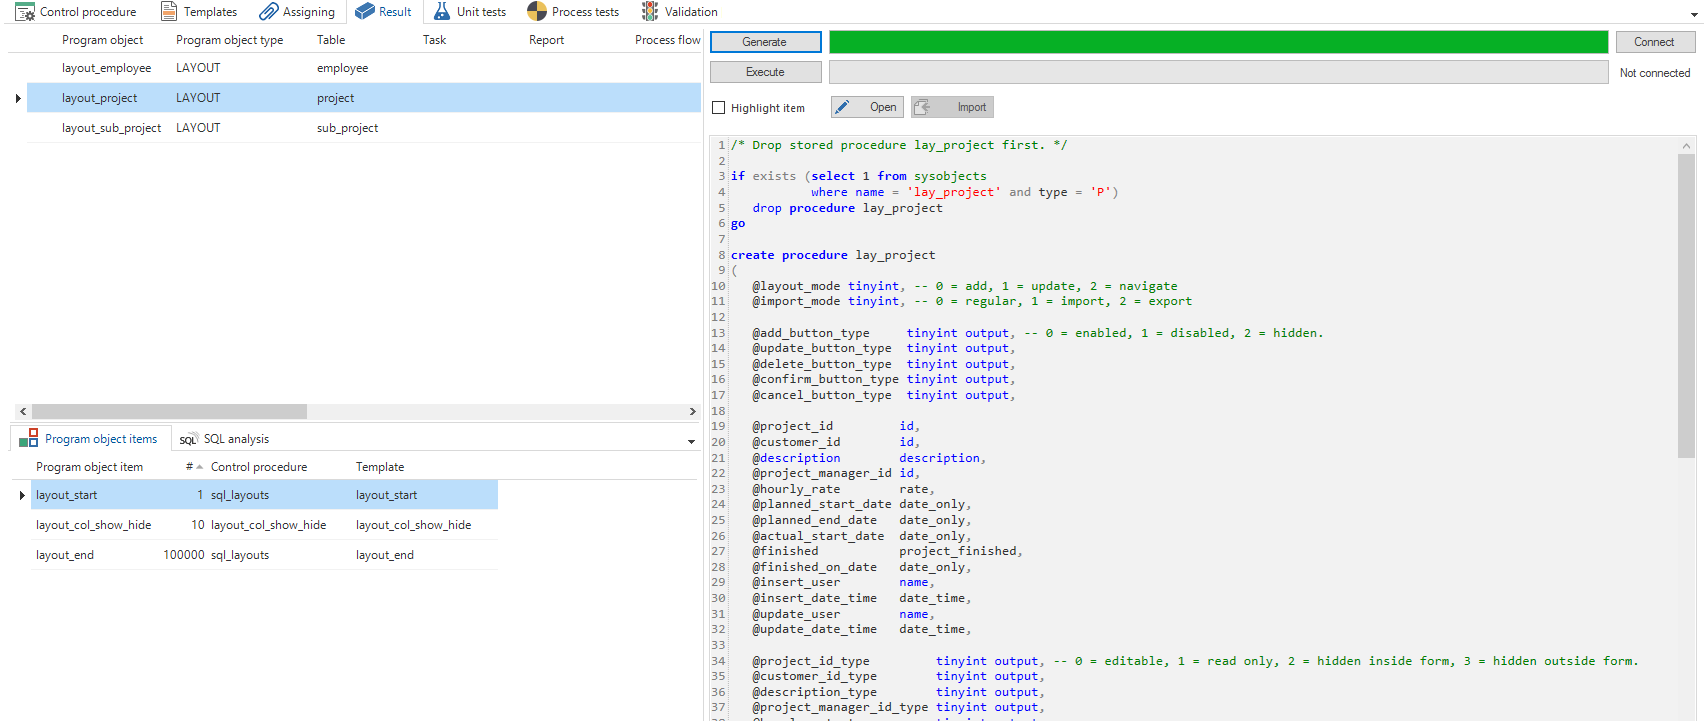 Control procedure Templates Assigning Result Unit tests Process tests Validation
Program object Program object type Table Task Report Process flow
layout_employee LAYOUT employee
layout_project LAYOUT project
layout_sub_project LAYOUT sub_project
Program object items SQL SQL analysis
Program object item # Control procedure Template
layout_start 1 sql_layouts layout_start
layout_col_show_hide 10 layout_col_show_hide layout_col_show_hide
layout_end 100000 sql_layouts layout_end
Generate Connect
Execute Not connected
Highlight item Open Import
1 /* Drop stored procedure lay_project first. */
2
3 if exists (select 1 from sysobjects
4 where name = 'lay_project' and type = 'P')
5 drop procedure lay_project
6 go
7
8 create procedure lay_project
9 (
10 @layout_mode tinyint, -- 0 = add, 1 = update, 2 = navigate
11 @import_mode tinyint, -- 0 = regular, 1 = import, 2 = export
12
13 @add_button_type tinyint output, -- 0 = enabled, 1 = disabled, 2 = hidden.
14 @update_button_type tinyint output,
15 @delete_button_type tinyint output,
16 @confirm_button_type tinyint output,
17 @cancel_button_type tinyint output,
18
19 @project_id id,
20 @customer_id id,
21 @description description,
22 @project_manager_id id,
23 @hourly_rate rate,
24 @planned_start_date date_only,
25 @planned_end_date date_only,
26 @actual_start_date date_only,
27 @finished project_finished,
28 @finished_on_date date_only,
29 @insert_user name,
30 @insert_date_time date_time,
31 @update_user name,
32 @update_date_time date_time,
33
34 @project_id_type tinyint output, -- 0 = editable, 1 = read only, 2 = hidden inside form, 3 = hidden outside form.
35 @customer_id_type tinyint output,
36 @description_type tinyint output,
37 @project_manager_id_type tinyint output,